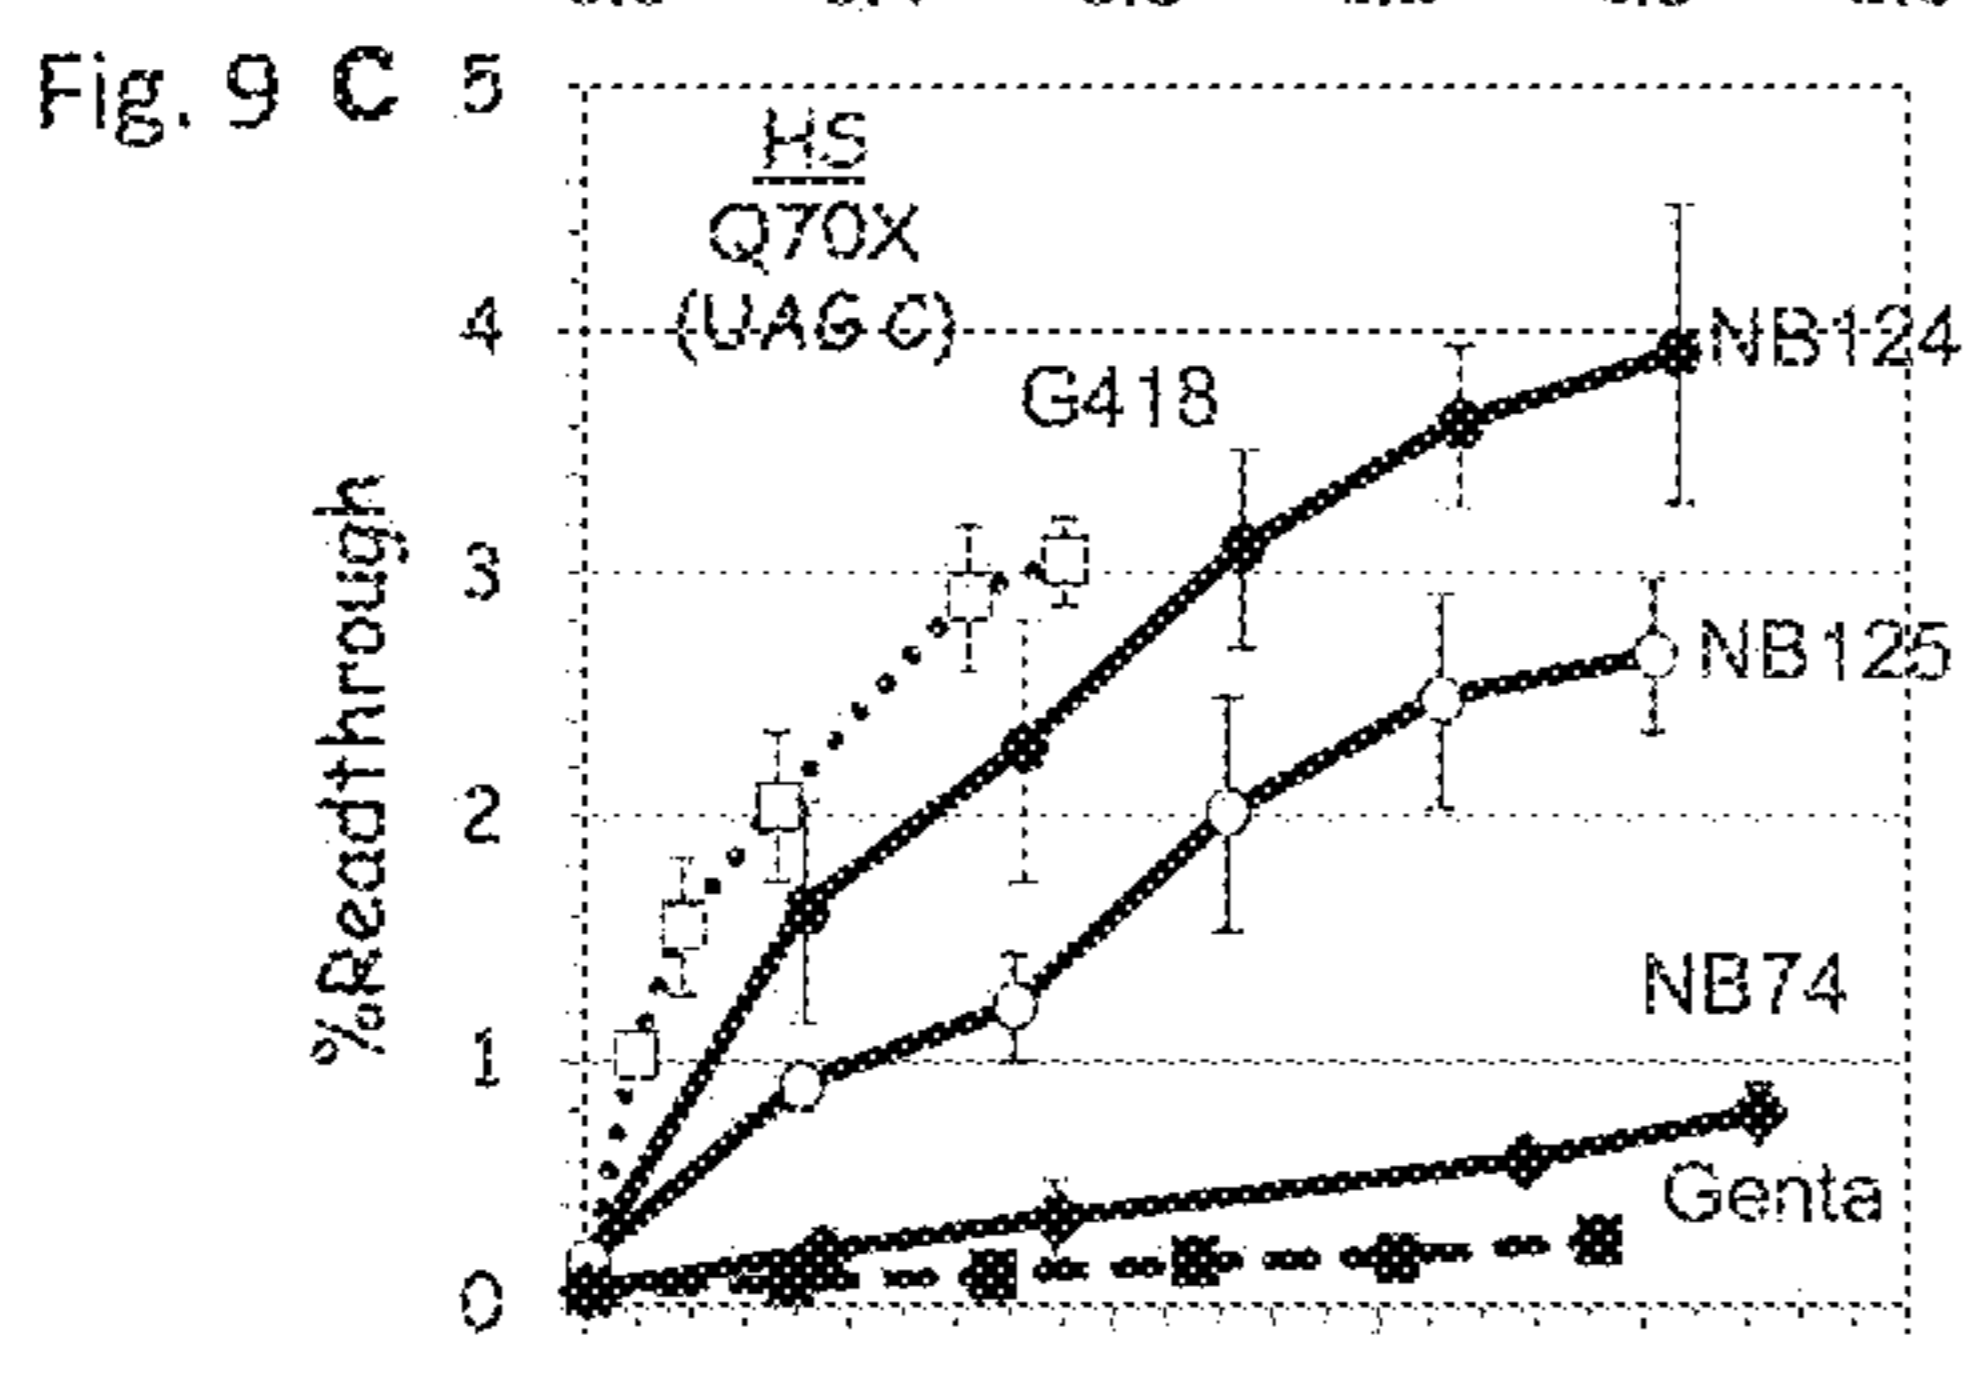 Fig. 9 C
5
HS
Q70X
(UAG C)
4
NB124
G418
%Readthrough
3
NB125
2
NB74
1
Genta
0